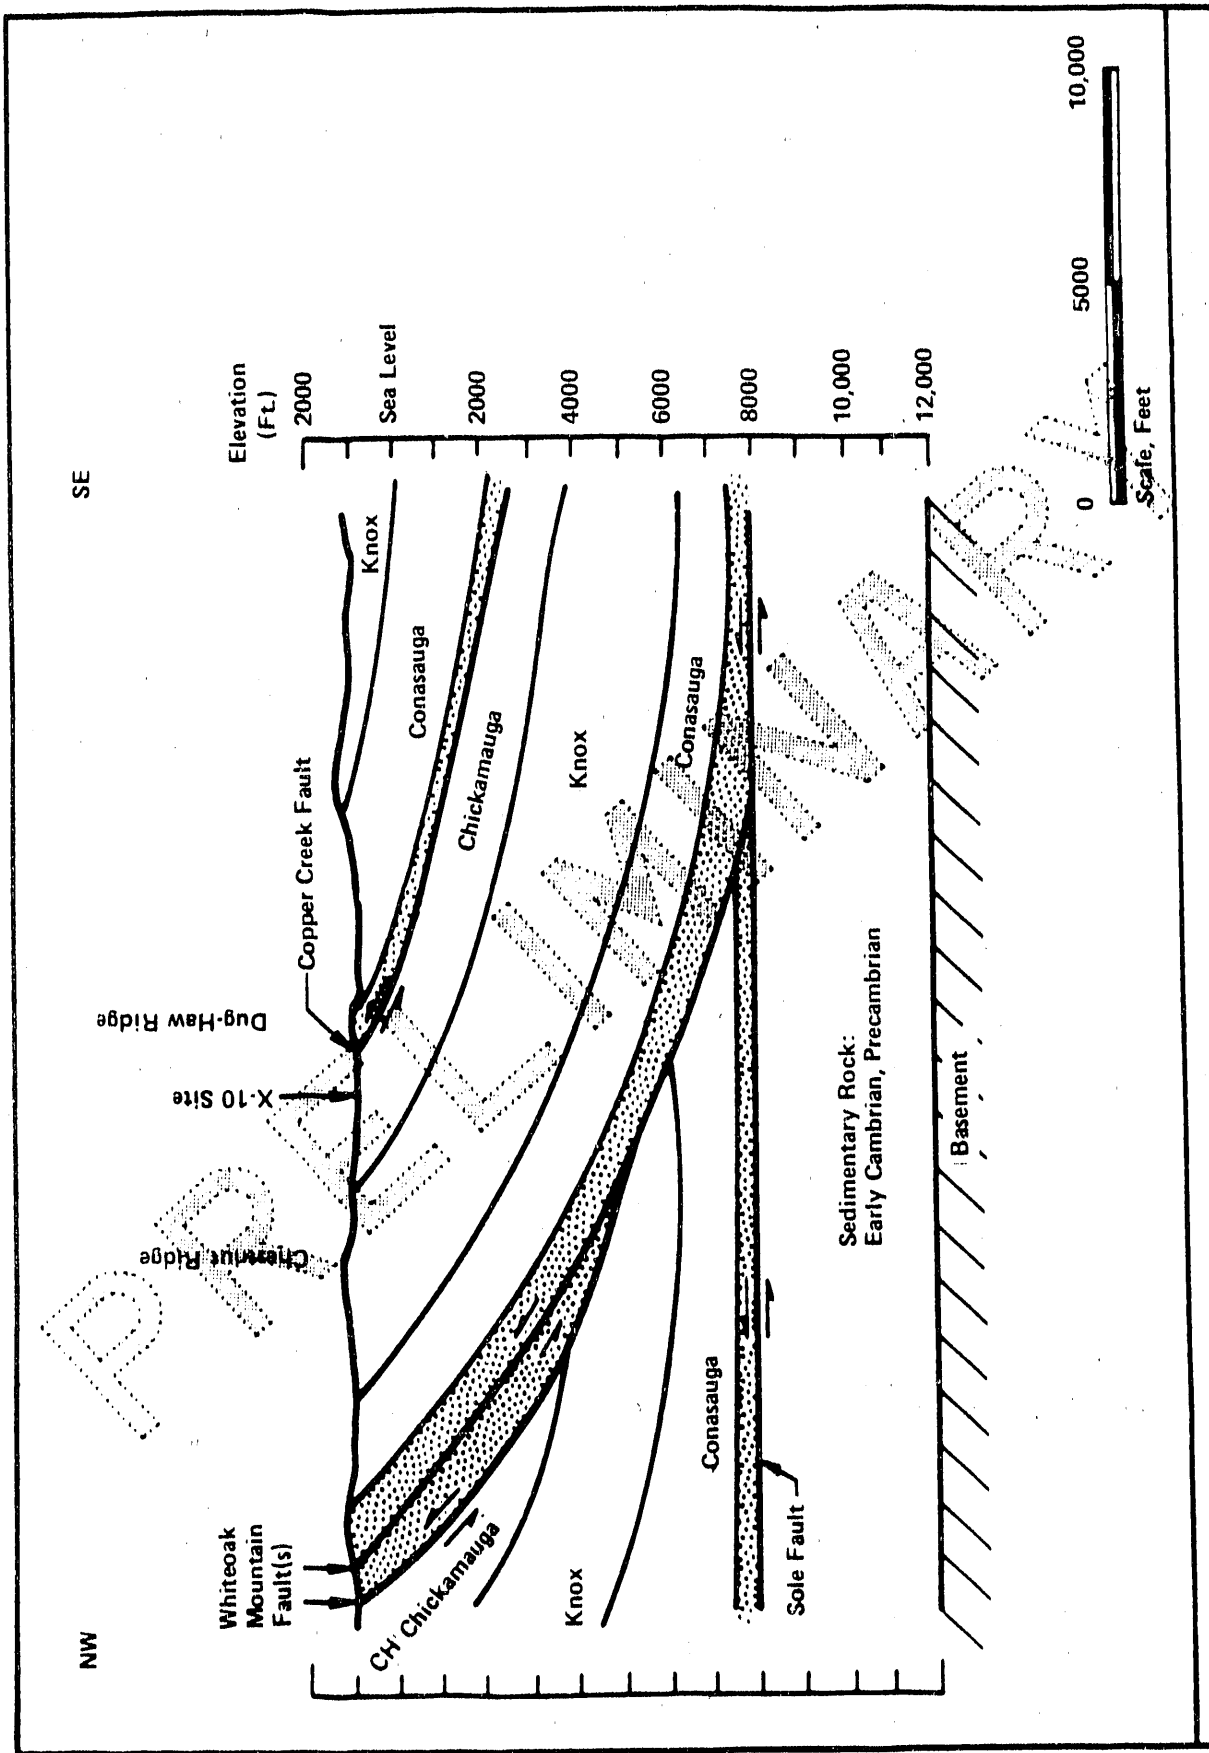 NW
SE
Whiteoak
Mountain
Fault(s)
Chestnut Ridge
X-10 Site
Dug-Haw Ridge
Copper Creek Fault
Elevation
(Ft.)
2000
Sea Level
2000
4000
6000
8000
10,000
12,000
Knox
Conasauga
Chickamauga
Knox
Conasauga
CH Chickamauga
Knox
Conasauga
Sole Fault
Sedimentary Rock:
Early Cambrian, Precambrian
Basement
0
5000
10,000
Scale, Feet
PRELIMINARY